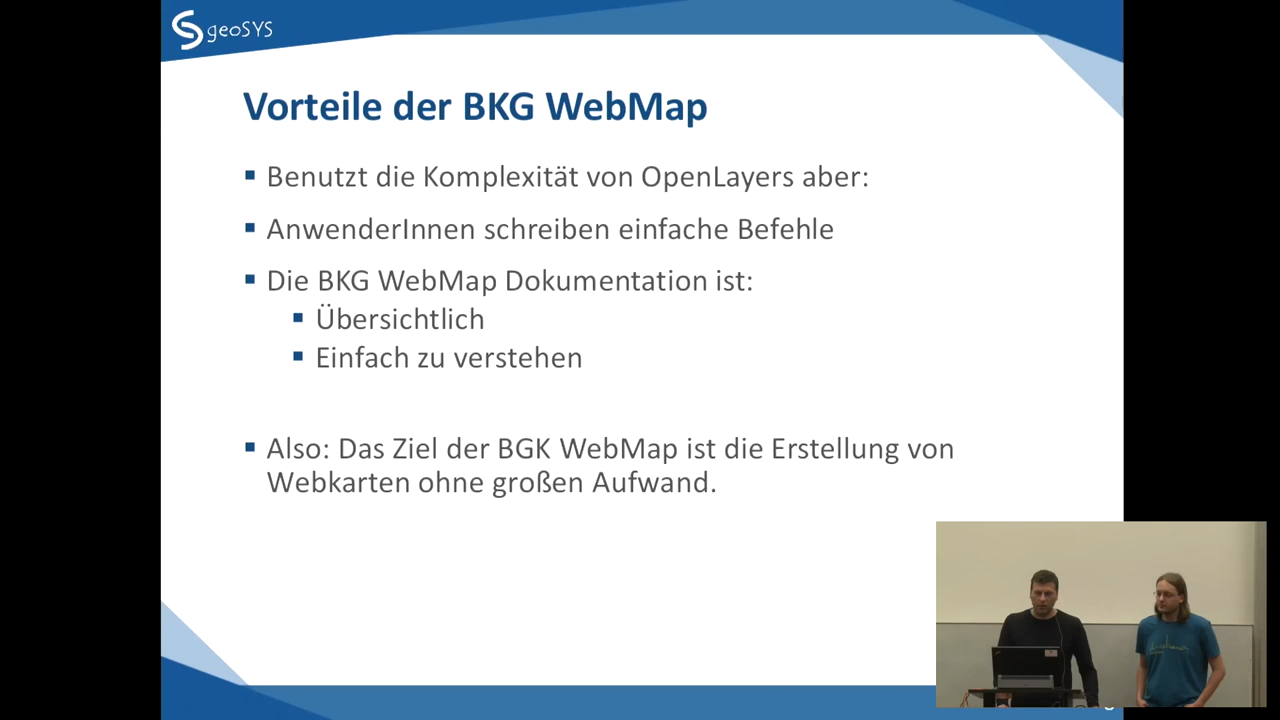 geoSYS
Vorteile der BKG WebMap
Benutzt die Komplexität von OpenLayers aber:
AnwenderInnen schreiben einfache Befehle
Die BKG WebMap Dokumentation ist:
Übersichtlich
Einfach zu verstehen
Also: Das Ziel der BGK WebMap ist die Erstellung von
Webkarten ohne großen Aufwand.